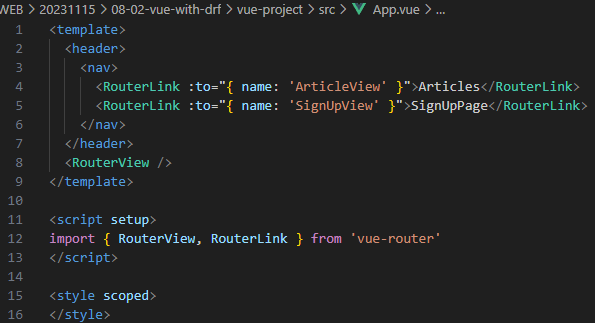 WEB > 20231115 > 08-02-vue-with-drf > vue-project > src > App.vue > ...
1 <template>
2 <header>
3 <nav>
4 <RouterLink :to="{ name: 'ArticleView' }">Articles</RouterLink>
5 <RouterLink :to="{ name: 'SignUpView' }">SignUpPage</RouterLink>
6 </nav>
7 </header>
8 <RouterView />
9 </template>
10
11 <script setup>
12 import { RouterView, RouterLink } from 'vue-router'
13 </script>
14
15 <style scoped>
16 </style>